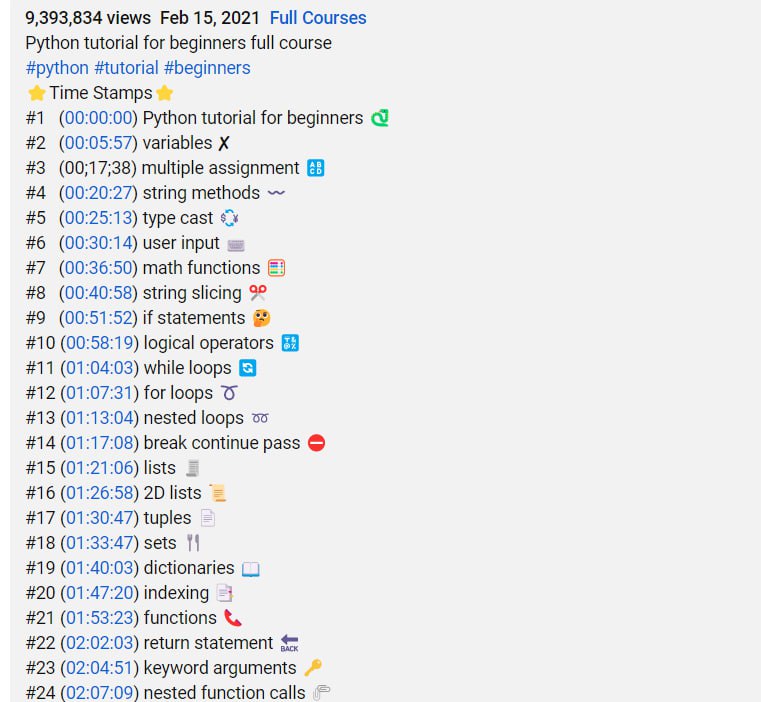 9,393,834 views Feb 15, 2021 Full Courses
Python tutorial for beginners full course
#python #tutorial #beginners
⭐Time Stamps⭐
#1 (00:00:00) Python tutorial for beginners 🐍
#2 (00:05:57) variables ✗
#3 (00;17;38) multiple assignment 🔠
#4 (00:20:27) string methods 〰️
#5 (00:25:13) type cast 💱
#6 (00:30:14) user input ⌨️
#7 (00:36:50) math functions 🧮
#8 (00:40:58) string slicing ✂️
#9 (00:51:52) if statements 🤔
#10 (00:58:19) logical operators 🔣
#11 (01:04:03) while loops 🔄
#12 (01:07:31) for loops ➰
#13 (01:13:04) nested loops ➿
#14 (01:17:08) break continue pass ⛔
#15 (01:21:06) lists 🧾
#16 (01:26:58) 2D lists 📜
#17 (01:30:47) tuples 📄
#18 (01:33:47) sets 🍴
#19 (01:40:03) dictionaries 📖
#20 (01:47:20) indexing 📑
#21 (01:53:23) functions 📞
#22 (02:02:03) return statement 🔙
#23 (02:04:51) keyword arguments 🔑
#24 (02:07:09) nested function calls 🖇️